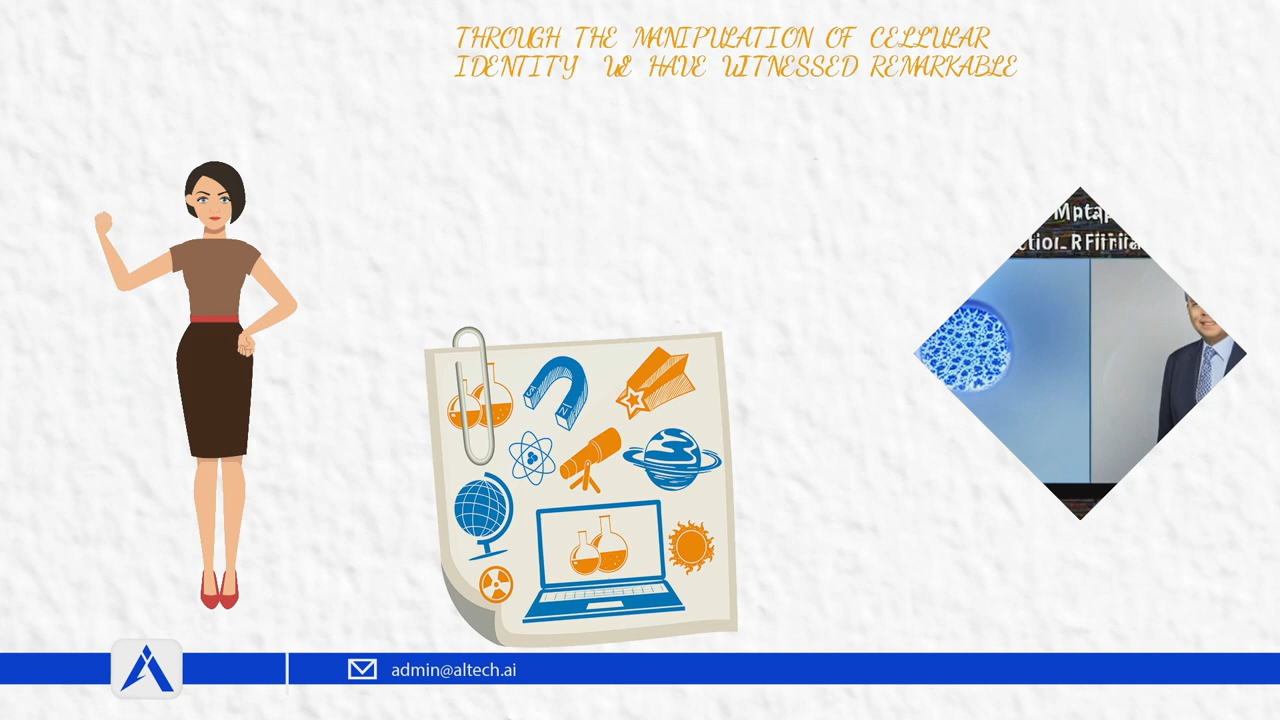 THROUGH THE MANIPULATION OF CELLULAR
IDENTITY WE HAVE WITNESSED REMARKABLE
S
N
admin@altech.ai